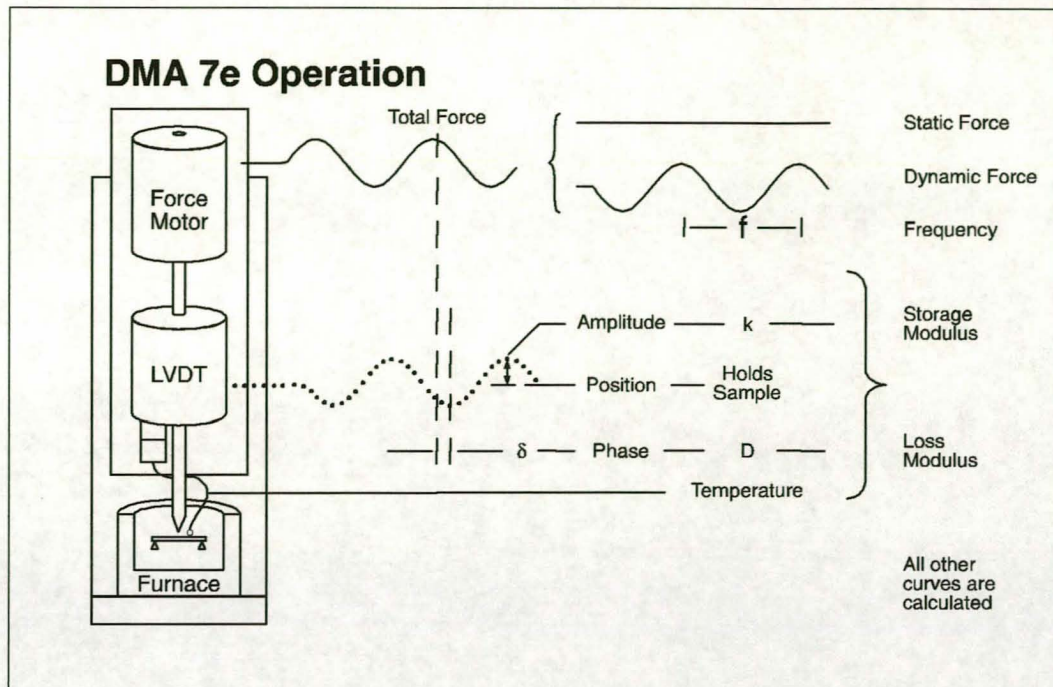 DMA 7e Operation
Total Force
Static Force
Force
Motor
Dynamic Force
f
Frequency
Amplitude
k
Storage
Modulus
LVDT
Position
Holds
Sample
δ
Phase
D
Loss
Modulus
Temperature
Furnace
All other
curves are
calculated